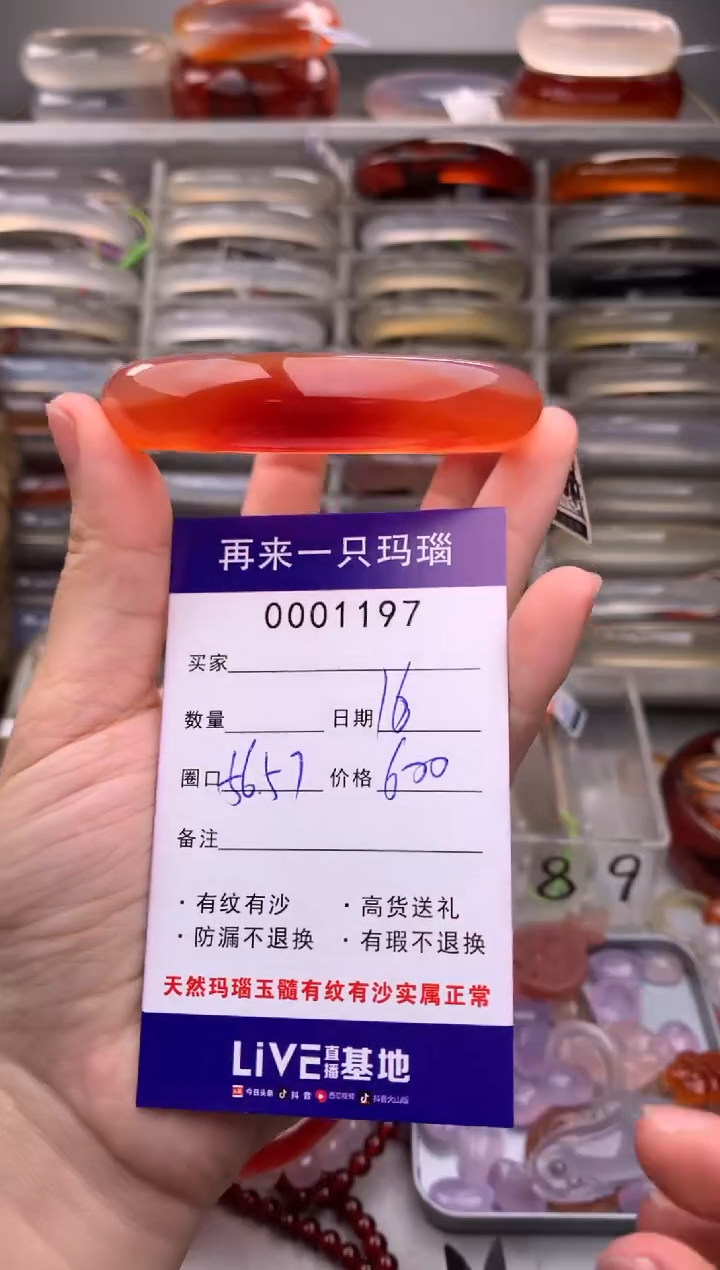 再来一只玛瑙
0001197
买家
数量 日期 16
圈口 56.57 价格 600
备注
·有纹有沙 ·高货送礼
·防漏不退换 ·有瑕不退换
天然玛瑙玉髓有纹有沙实属正常
LiVE直播基地
今日头条 抖音 西瓜视频 抖音火山版
8 9